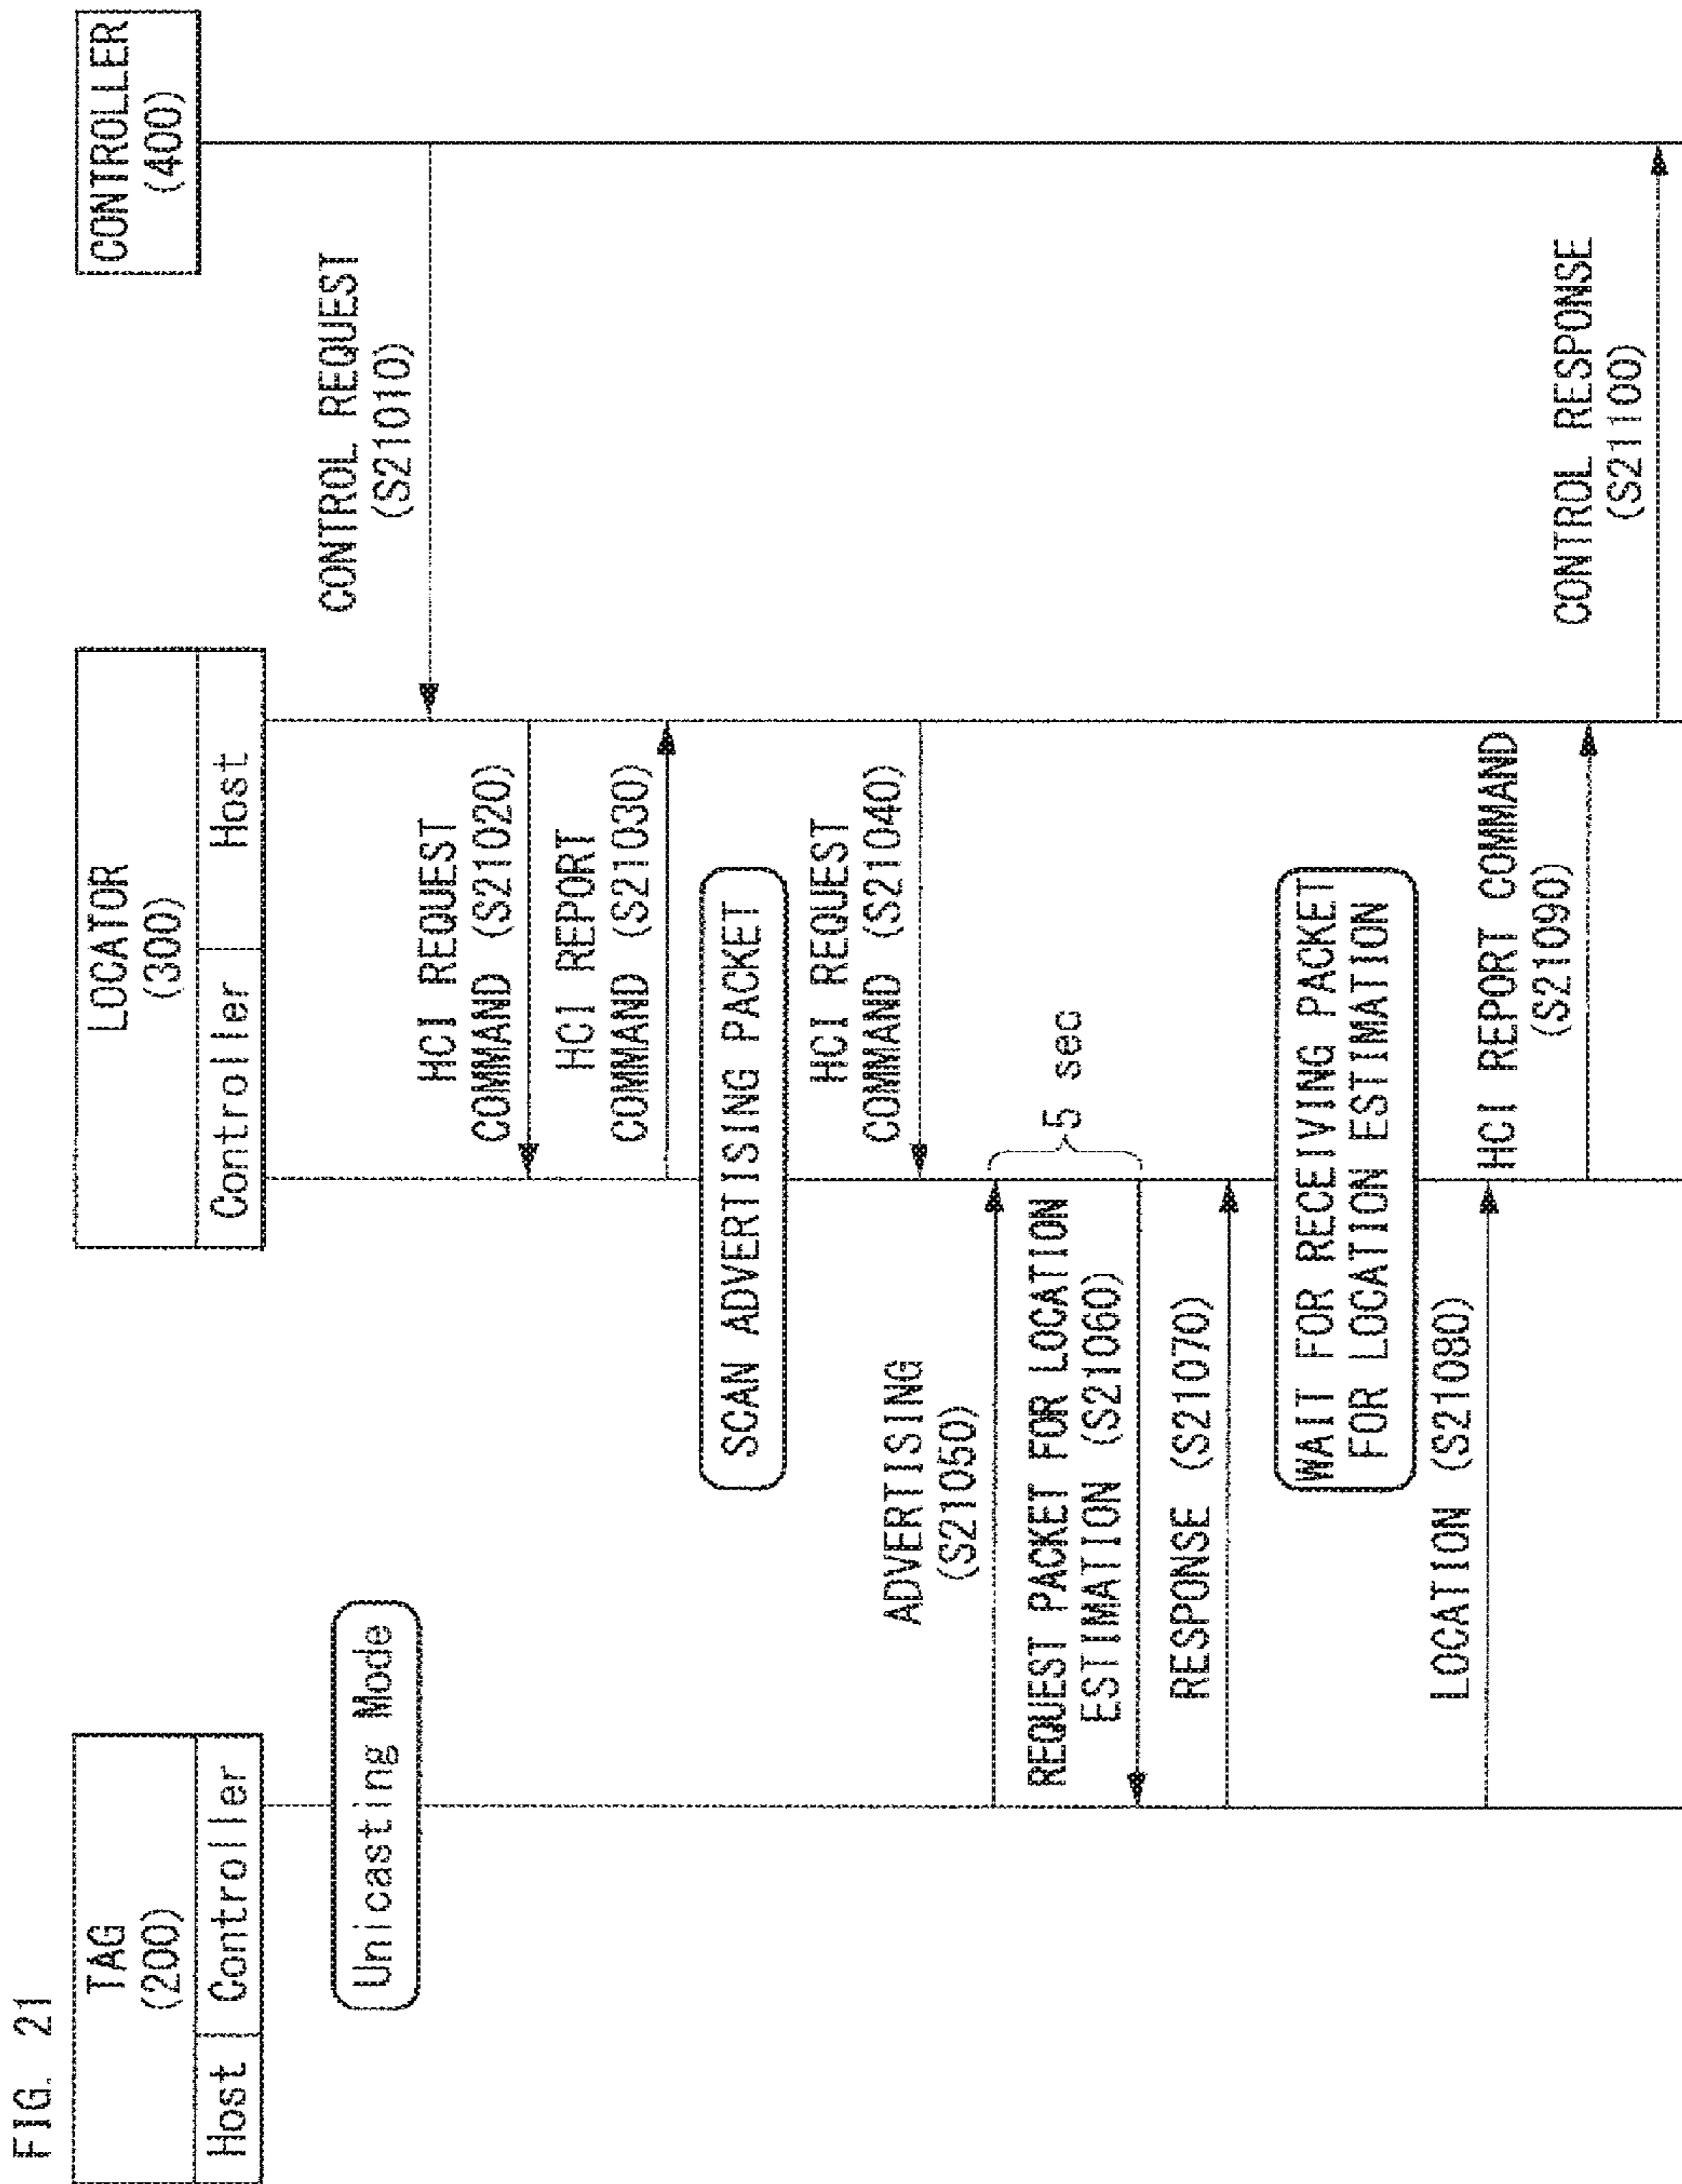 FIG. 21
TAG
(200)
Host
Controller
LOCATOR
(300)
Controller
Host
CONTROLLER
(400)
Unicasting Mode
CONTROL REQUEST
(S21010)
HCI REQUEST
COMMAND (S21020)
HCI REPORT
COMMAND (S21030)
SCAN ADVERTISING PACKET
HCI REQUEST
COMMAND (S21040)
ADVERTISING
(S21050)
5 sec
REQUEST PACKET FOR LOCATION
ESTIMATION (S21060)
RESPONSE (S21070)
WAIT FOR RECEIVING PACKET
FOR LOCATION ESTIMATION
LOCATION (S21080)
HCI REPORT COMMAND
(S21090)
CONTROL RESPONSE
(S21100)